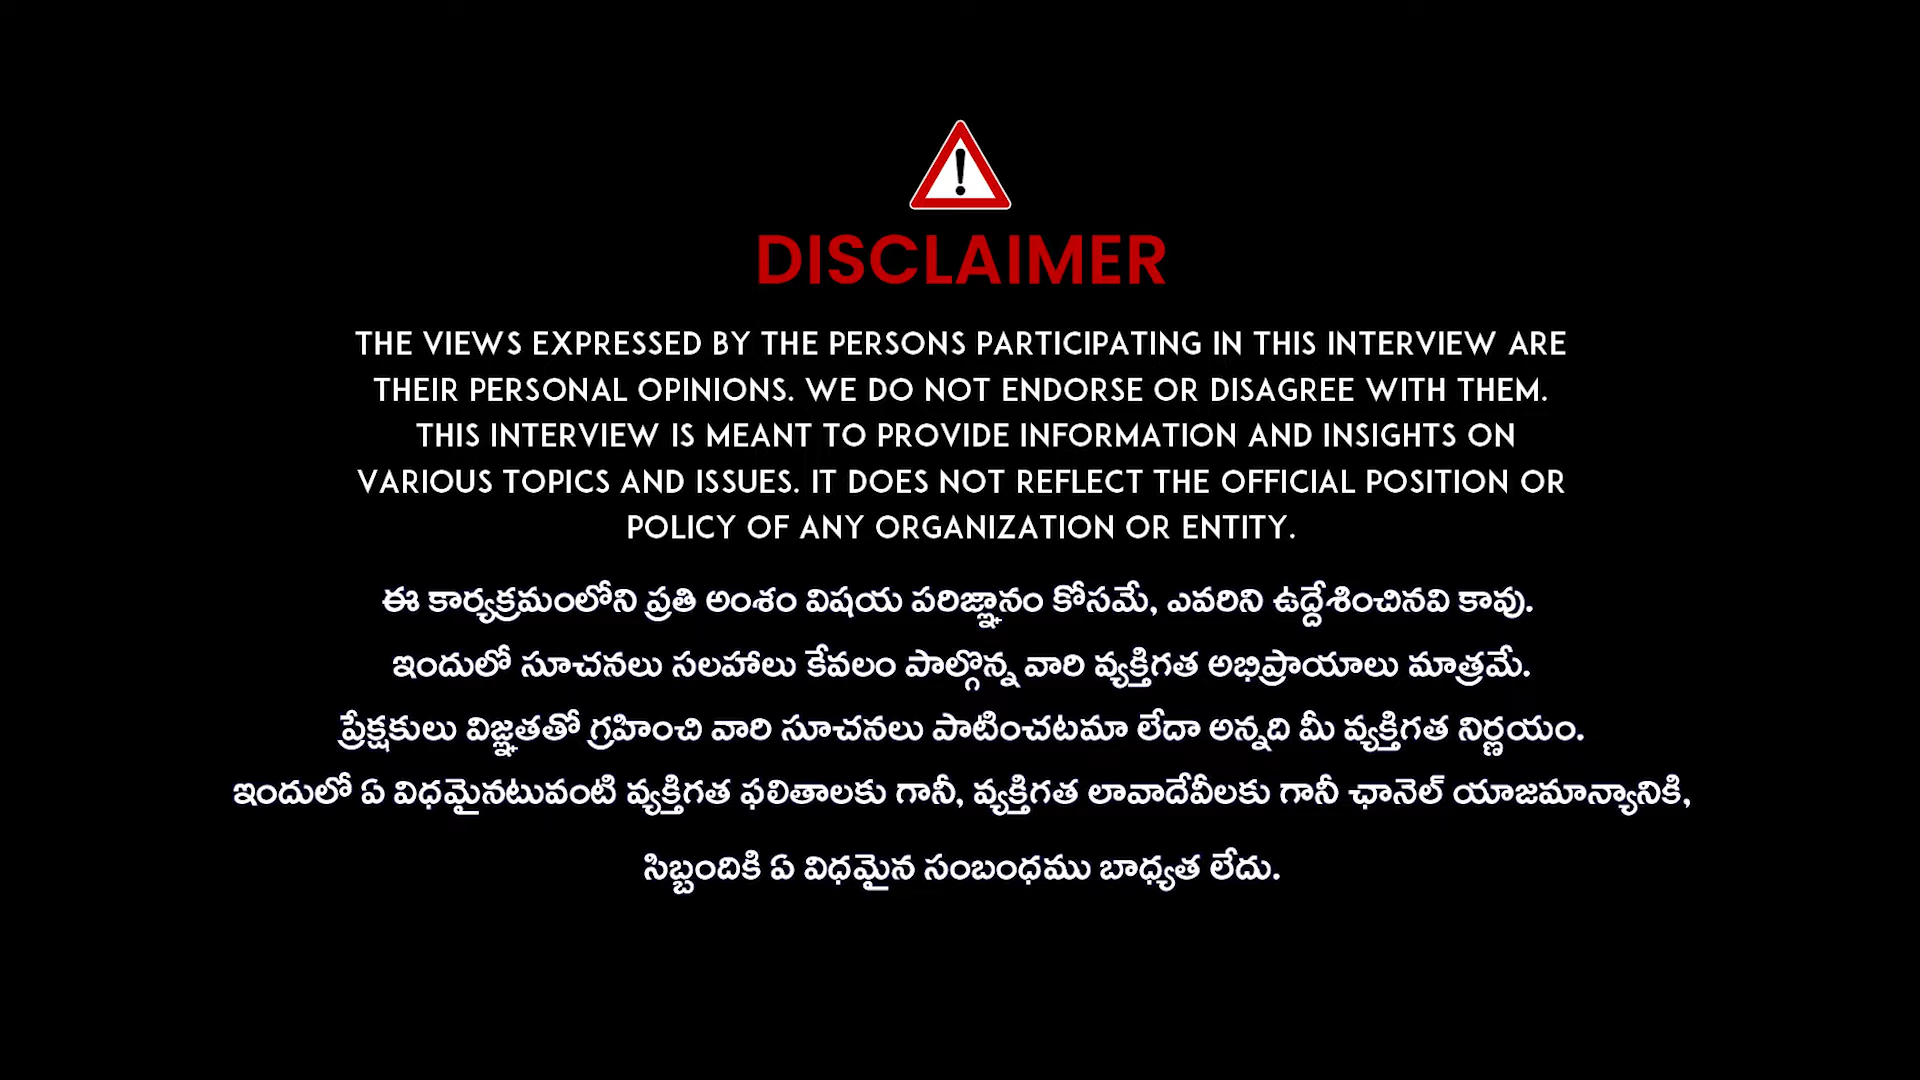 DISCLAIMER
THE VIEWS EXPRESSED BY THE PERSONS PARTICIPATING IN THIS INTERVIEW ARE
THEIR PERSONAL OPINIONS. WE DO NOT ENDORSE OR DISAGREE WITH THEM.
THIS INTERVIEW IS MEANT TO PROVIDE INFORMATION AND INSIGHTS ON
VARIOUS TOPICS AND ISSUES. IT DOES NOT REFLECT THE OFFICIAL POSITION OR
POLICY OF ANY ORGANIZATION OR ENTITY.
ఈ కార్యక్రమంలోని ప్రతి అంశం విషయ పరిజ్ఞానం కోసమే, ఎవరిని ఉద్దేశించినవి కావు.
ఇందులో సూచనలు సలహాలు కేవలం పాల్గొన్న వారి వ్యక్తిగత అభిప్రాయాలు మాత్రమే.
ప్రేక్షకులు విజ్ఞతతో గ్రహించి వారి సూచనలు పాటించటమా లేదా అన్నది మీ వ్యక్తిగత నిర్ణయం.
ఇందులో ఏ విధమైనటువంటి వ్యక్తిగత ఫలితాలకు గానీ, వ్యక్తిగత లావాదేవీలకు గానీ ఛానెల్ యాజమాన్యానికి,
సిబ్బందికి ఏ విధమైన సంబంధము బాధ్యత లేదు.